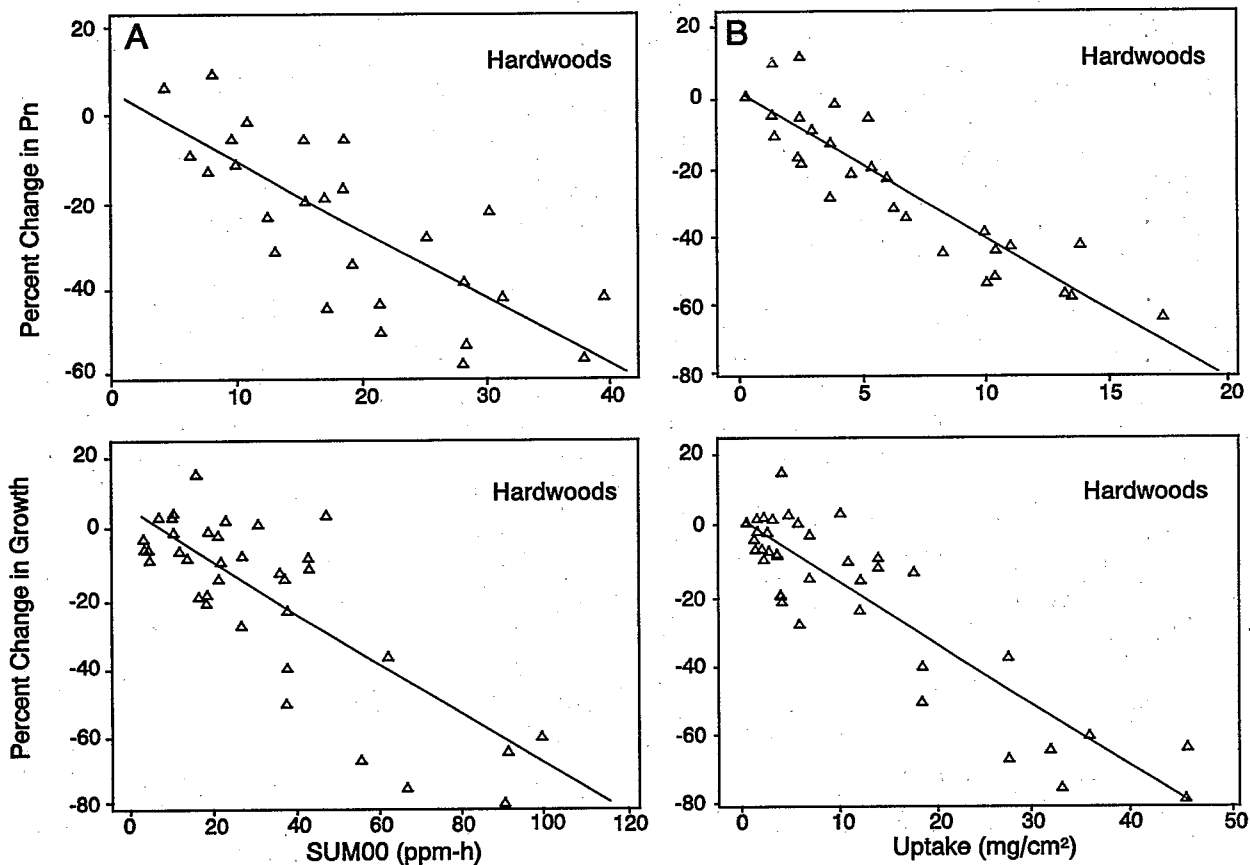 A
Hardwoods
20
0
-20
-40
-60
0 10 20 30 40
Percent Change in Pn
B
Hardwoods
20
0
-20
-40
-60
-80
0 5 10 15 20
Hardwoods
20
0
-20
-40
-60
-80
0 20 40 60 80 100 120
Percent Change in Growth
SUM00 (ppm-h)
Hardwoods
20
0
-20
-40
-60
-80
0 10 20 30 40 50
Uptake (mg/cm²)